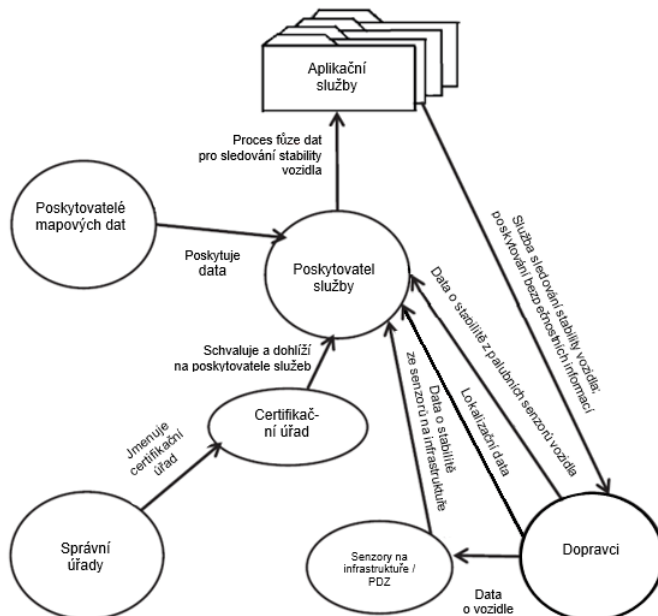 Aplikační
služby
Proces fůze dat
pro sledování stability
vozidla
Poskytovatelé
mapových dat
Poskytuje
data
Poskytovatel
služby
Služba sledování stability vozidla;
poskytování bezpečnostních informací
Data o stabilitě z palubních senzorů vozidla
Lokalizační data
Data o stabilitě
ze senzorů na infrastruktuře
Schvaluje a dohlíží
na poskytovatele služeb
Certifikač-
ní úřad
Jmenuje
certifikační
úřad
Správní
úřady
Senzory na
infrastruktuře /
PDZ
Dopravci
Data
o vozidle